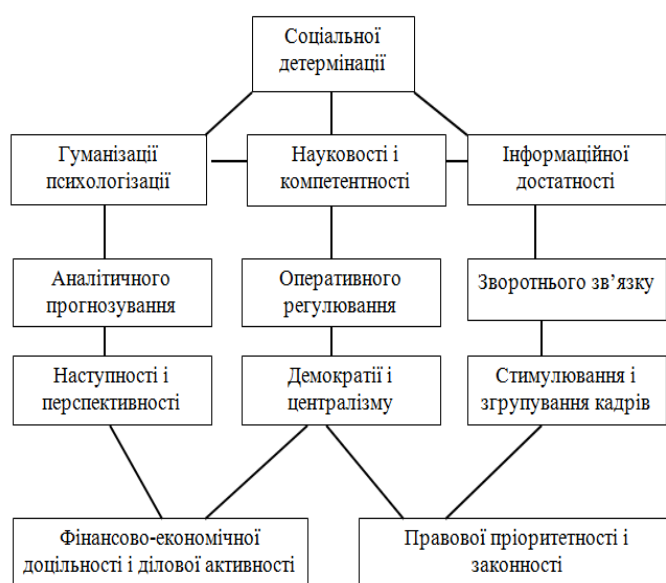 Соціальної
детермінації
Гуманізації
психологізації
Науковості і
компетентності
Інформаційної
достатності
Аналітичного
прогнозування
Оперативного
регулювання
Зворотнього зв’язку
Наступності і
перспективності
Демократії і
централізму
Стимулювання і
згрупування кадрів
Фінансово-економічної
доцільності і ділової активності
Правової пріоритетності і
законності